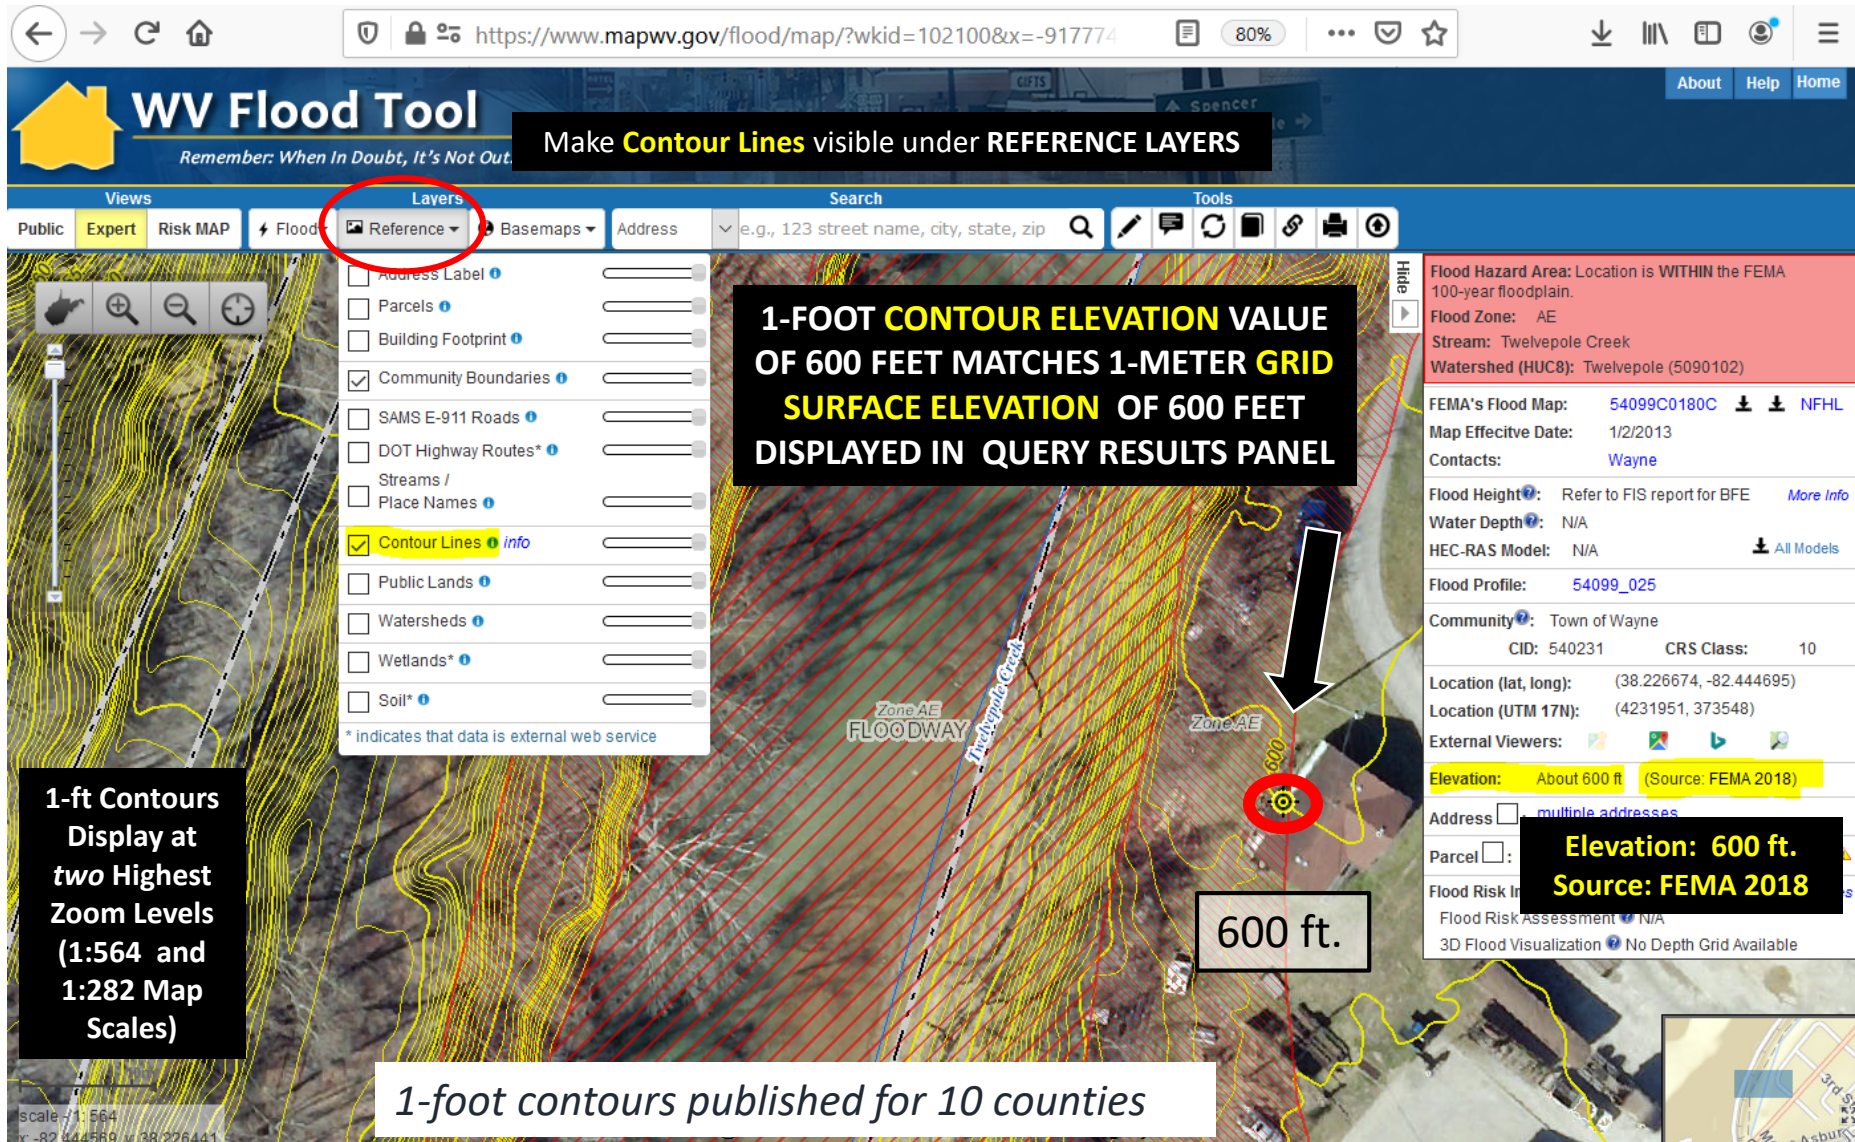 https://www.mapwv.gov/flood/map/?wkid=102100&x=-917774
80%
GIFTS
Spencer
About Help Home
WV Flood Tool
Remember: When In Doubt, It's Not Out.
Make Contour Lines visible under REFERENCE LAYERS
Views Layers Search Tools
Public Expert Risk MAP Flood Reference Basemaps Address e.g., 123 street name, city, state, zip
Address Label
Parcels
Building Footprint
Community Boundaries
SAMS E-911 Roads
DOT Highway Routes*
Streams /
Place Names
Contour Lines info
Public Lands
Watersheds
Wetlands*
Soil*
* indicates that data is external web service
1-FOOT CONTOUR ELEVATION VALUE
OF 600 FEET MATCHES 1-METER GRID
SURFACE ELEVATION OF 600 FEET
DISPLAYED IN QUERY RESULTS PANEL
Hide
Flood Hazard Area: Location is WITHIN the FEMA
100-year floodplain.
Flood Zone: AE
Stream: Twelvepole Creek
Watershed (HUC8): Twelvepole (5090102)
FEMA's Flood Map: 54099C0180C NFHL
Map Effecitve Date: 1/2/2013
Contacts: Wayne
Flood Height: Refer to FIS report for BFE More Info
Water Depth: N/A
HEC-RAS Model: N/A All Models
Flood Profile: 54099_025
Community: Town of Wayne
CID: 540231 CRS Class: 10
Location (lat, long): (38.226674, -82.444695)
Location (UTM 17N): (4231951, 373548)
External Viewers:
Elevation: About 600 ft (Source: FEMA 2018)
Address : multiple addresses
Parcel :
Elevation: 600 ft.
Source: FEMA 2018
Flood Risk In
Flood Risk Assessment N/A
3D Flood Visualization No Depth Grid Available
Zone AE
FLOODWAY
Twelvepole Creek
Zone AE
600
600 ft.
1-ft Contours
Display at
two Highest
Zoom Levels
(1:564 and
1:282 Map
Scales)
1-foot contours published for 10 counties
scale - 1: 564
x: -82.444569 y: 38.226441
3rd S
Asbury